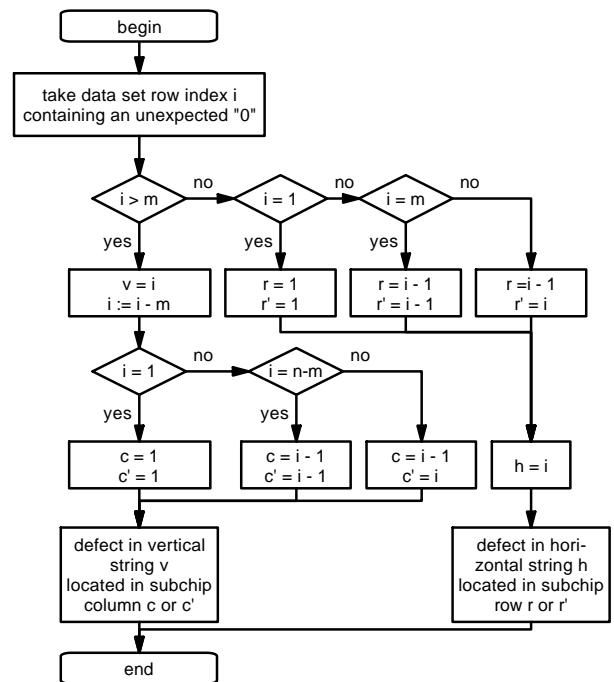 begin
take data set row index i
containing an unexpected "0"
i > m
no
i = 1
no
i = m
no
yes
yes
yes
v = i
i := i - m
r = 1
r' = 1
r = i - 1
r' = i - 1
r =i - 1
r' = i
i = 1
no
i = n-m
no
yes
yes
c = 1
c' = 1
c = i - 1
c' = i - 1
c = i - 1
c' = i
h = i
defect in vertical
string v
located in subchip
column c or c'
defect in hori-
zontal string h
located in subchip
row r or r'
end